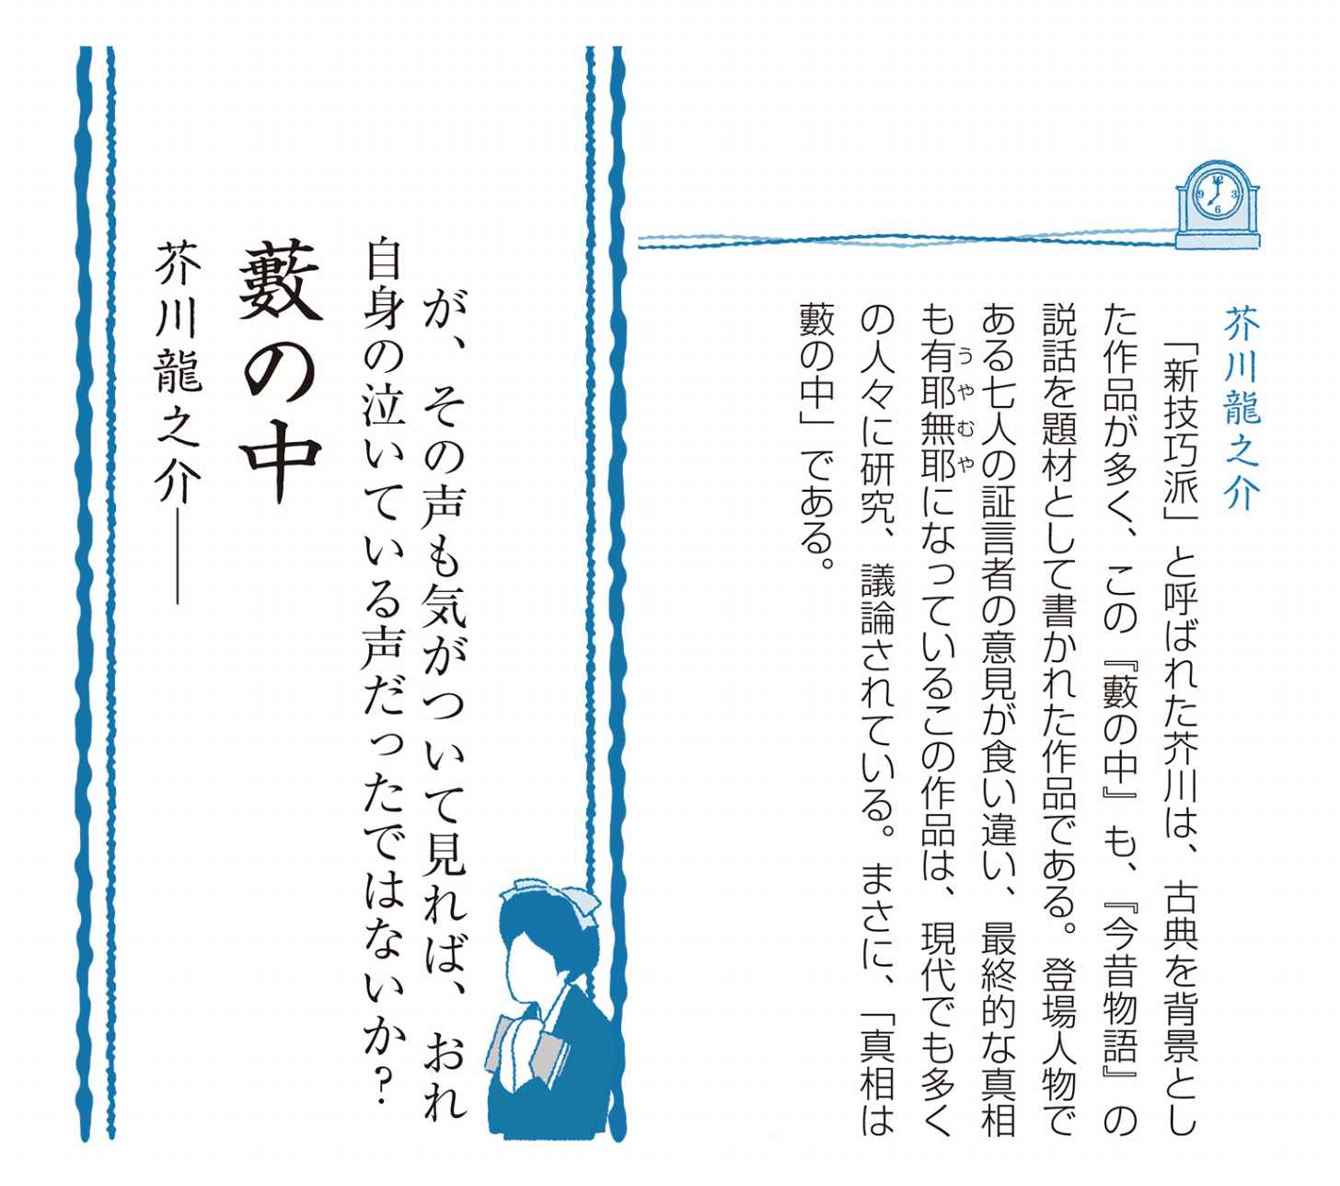 芥川龍之介
「新技巧派」と呼ばれた芥川は、古典を背景とし
た作品が多く、この『藪の中』も、『今昔物語』の
説話を題材として書かれた作品である。登場人物で
ある七人の証言者の意見が食い違い、最終的な真相
も有耶無耶になっているこの作品は、現代でも多く
うやむや
の人々に研究、議論されている。まさに、「真相は
藪の中」である。
が、その声も気がついて見れば、おれ
自身の泣いている声だったではないか?
藪の中
芥川龍之介――
9 3 6